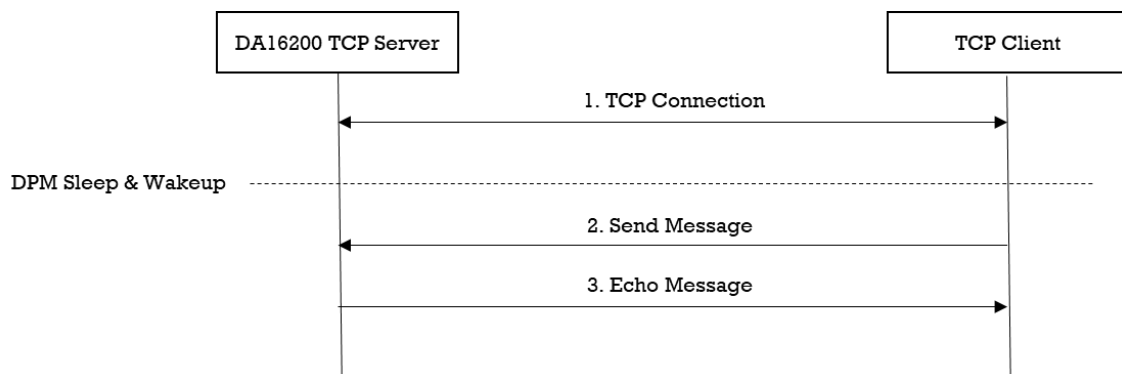 DA16200 TCP Server
TCP Client
1. TCP Connection
DPM Sleep & Wakeup
2. Send Message
3. Echo Message